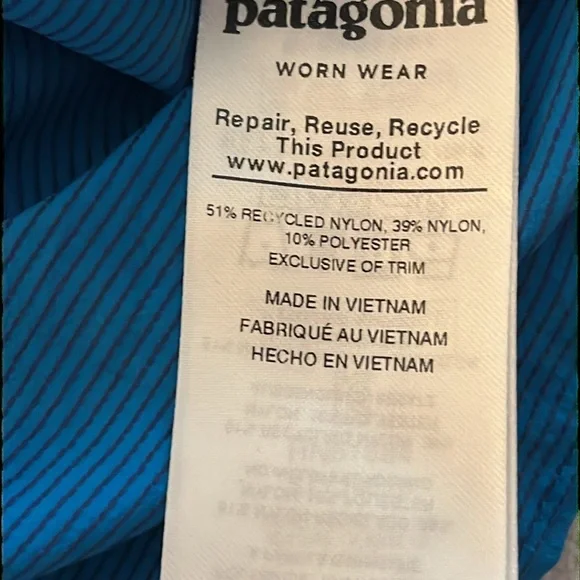 patagonia
WORN WEAR
Repair, Reuse, Recycle
This Product
www.patagonia.com
51% RECYCLED NYLON, 39% NYLON,
10% POLYESTER
EXCLUSIVE OF TRIM
MADE IN VIETNAM
FABRIQUÉ AU VIETNAM
HECHO EN VIETNAM